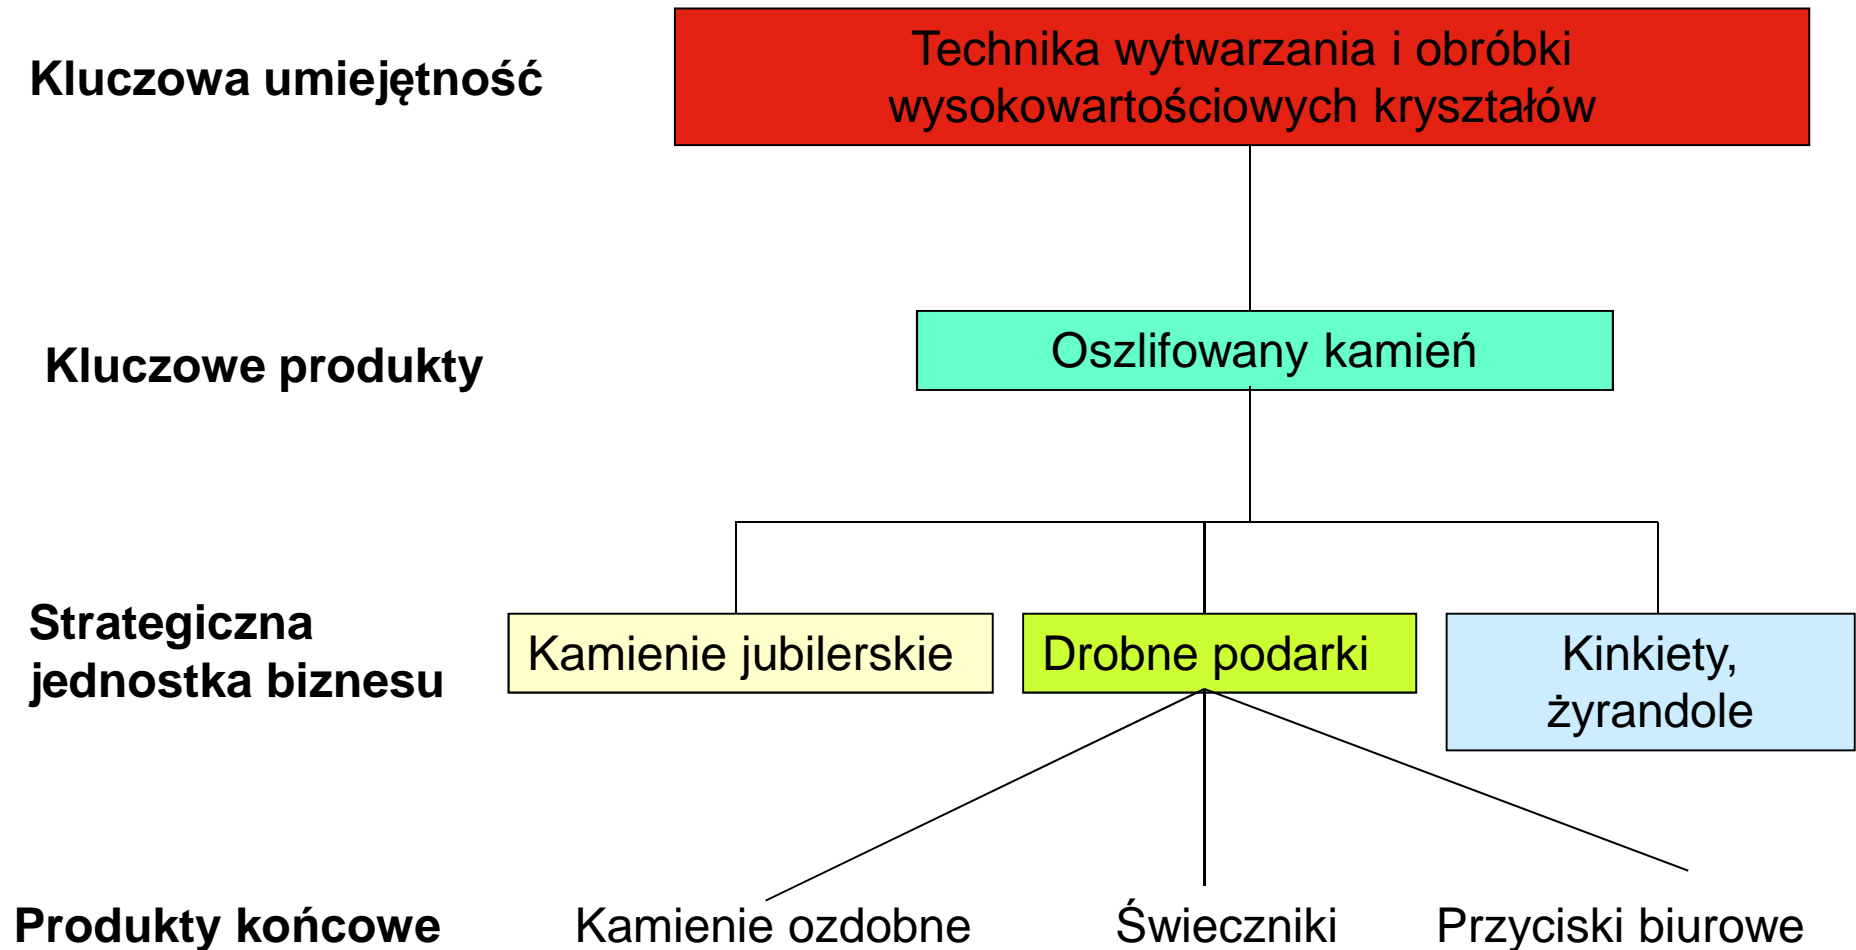 Kluczowa umiejętność
Technika wytwarzania i obróbki
wysokowartościowych kryształów
Kluczowe produkty
Oszlifowany kamień
Strategiczna
jednostka biznesu
Kamienie jubilerskie
Drobne podarki
Kinkiety,
żyrandole
Produkty końcowe
Kamienie ozdobne
Świeczniki
Przyciski biurowe